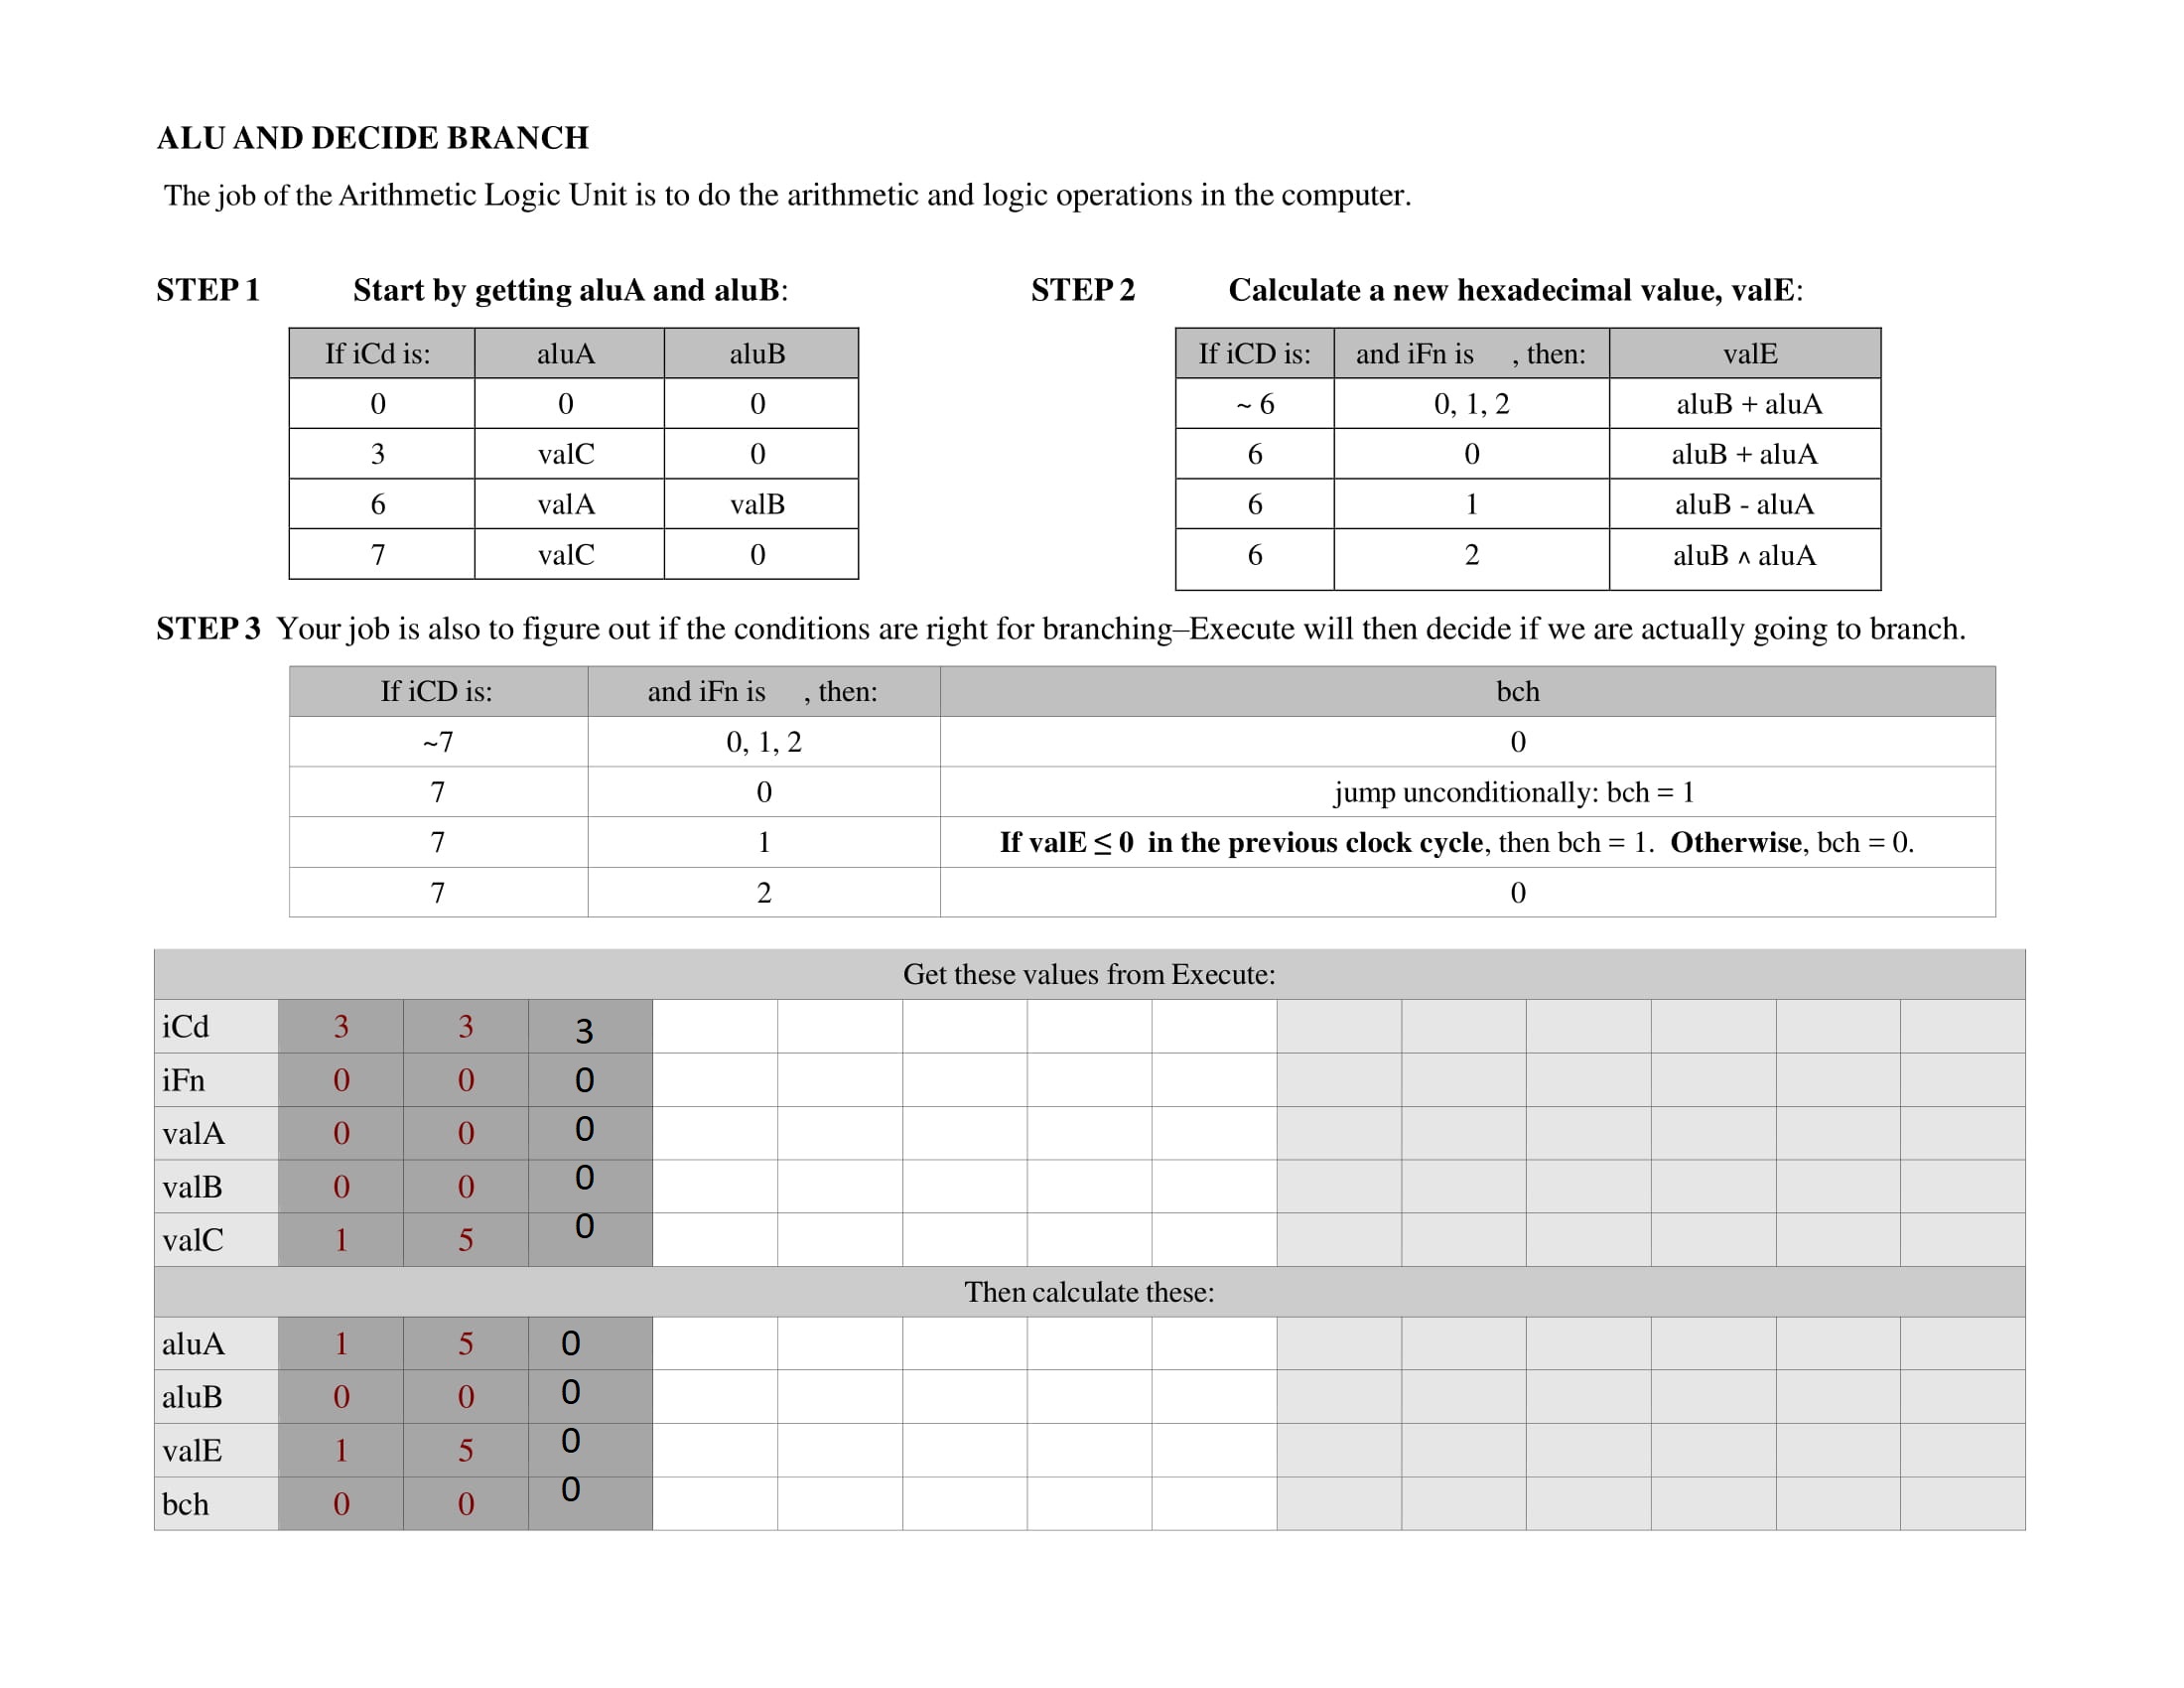 ALU AND DECIDE BRANCH
The job of the Arithmetic Logic Unit is to do the arithmetic and logic operations in the computer.
STEP 1 Start by getting aluA and aluB:
If iCd is: aluA aluB
0 0 0
3 valC 0
6 valA valB
7 valC 0
STEP 2 Calculate a new hexadecimal value, valE:
If iCD is: and iFn is , then: valE
~ 6 0, 1, 2 aluB + aluA
6 0 aluB + aluA
6 1 aluB - aluA
6 2 aluB ^ aluA
STEP 3 Your job is also to figure out if the conditions are right for branching–Execute will then decide if we are actually going to branch.
If iCD is: and iFn is , then: bch
~7 0, 1, 2 0
7 0 jump unconditionally: bch = 1
7 1 If valE ≤ 0 in the previous clock cycle, then bch = 1. Otherwise, bch = 0.
7 2 0
Get these values from Execute:
iCd 3 3 3
iFn 0 0 0
valA 0 0 0
valB 0 0 0
valC 1 5 0
Then calculate these:
aluA 1 5 0
aluB 0 0 0
valE 1 5 0
bch 0 0 0